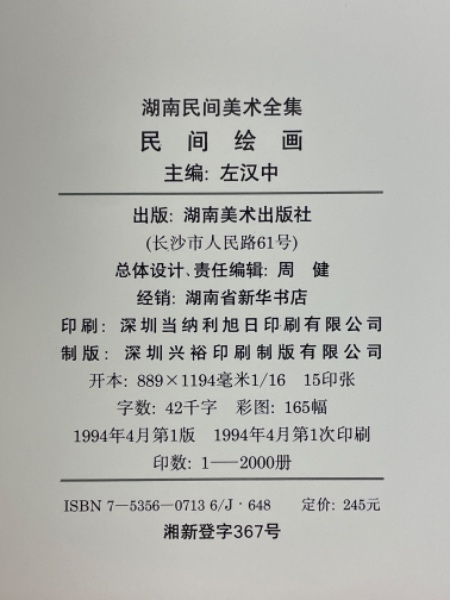 湖南民间美术全集
民间绘画
主编: 左汉中
出版: 湖南美术出版社
(长沙市人民路61号)
总体设计、责任编辑: 周 健
经销: 湖南省新华书店
印刷: 深圳当纳利旭日印刷有限公司
制版: 深圳兴裕印刷制版有限公司
开本: 889×1194毫米1/16 15印张
字数: 42千字 彩图: 165幅
1994年4月第1版 1994年4月第1次印刷
印数: 1—2000册
ISBN 7—5356—0713 6/J·648 定价: 245元
湘新登字367号